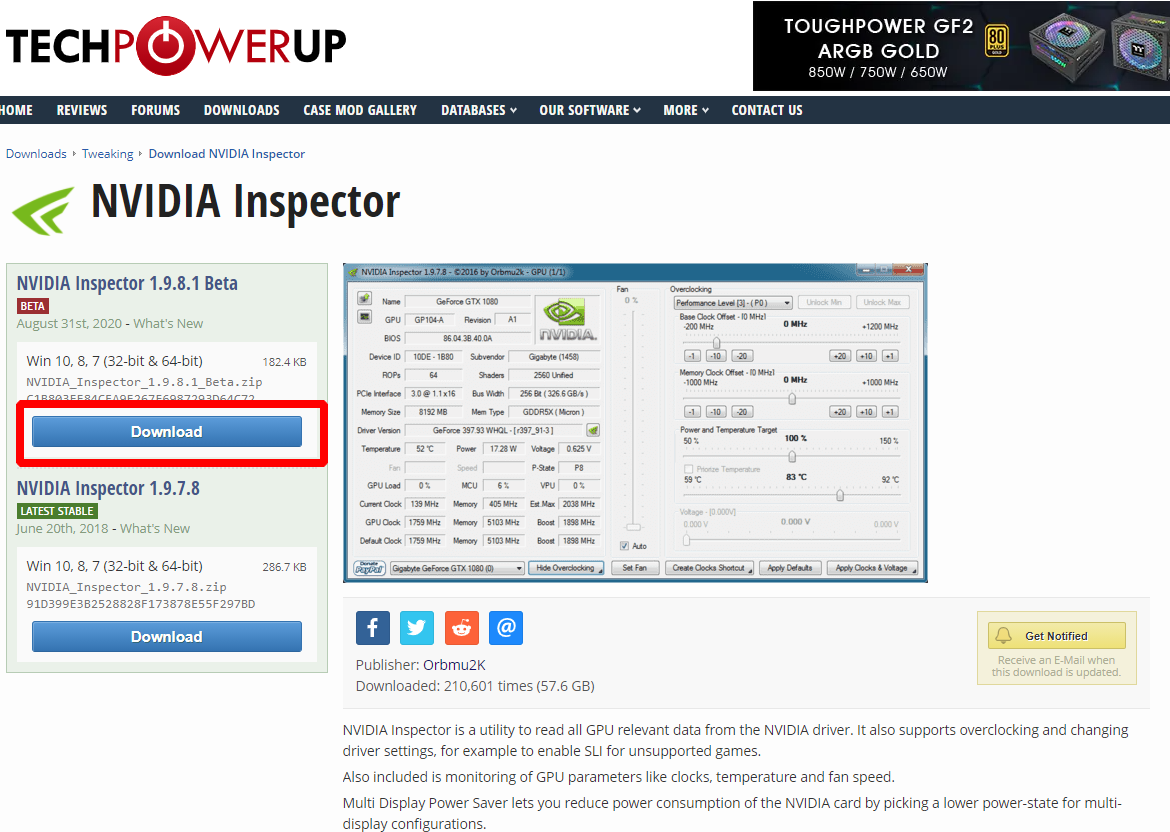 TECHPOWERUP
TOUGHPOWER GF2
ARGB GOLD
850W / 750W / 650W
80
PLUS
GOLD
HOME REVIEWS FORUMS DOWNLOADS CASE MOD GALLERY DATABASES OUR SOFTWARE MORE CONTACT US
Downloads Tweaking Download NVIDIA Inspector
NVIDIA Inspector
NVIDIA Inspector 1.9.8.1 Beta
BETA
August 31st, 2020 - What's New
Win 10, 8, 7 (32-bit & 64-bit) 182.4 KB
NVIDIA_Inspector_1.9.8.1_Beta.zip
Download
NVIDIA Inspector 1.9.7.8
LATEST STABLE
June 20th, 2018 - What's New
Win 10, 8, 7 (32-bit & 64-bit) 286.7 KB
NVIDIA_Inspector_1.9.7.8.zip
91D399E3B2528828F173878E55F297BD
Download
NVIDIA Inspector 1.9.7.8 - ©2016 by Orbmu2k - GPU (1/1)
Name GeForce GTX 1080
GPU GP104-A Revision A1
BIOS 86.04.3B.40.0A
NVIDIA.
Device ID 10DE - 1B80 Subvendor Gigabyte (1458)
ROPs 64 Shaders 2560 Unified
PCIe Interface 3.0 @ 1.1 x16 Bus Width 256 Bit ( 326.6 GB/s )
Memory Size 8192 MB Mem Type GDDR5X ( Micron )
Driver Version GeForce 397.93 WHQL - [ r397_91-3 ]
Temperature 52 °C Power 17.28 W Voltage 0.625 V
Fan Speed P-State P8
GPU Load 0 % MCU 6 % VPU 0 %
Current Clock 139 MHz Memory 405 MHz Est.Max 2038 MHz
GPU Clock 1759 MHz Memory 5103 MHz Boost 1898 MHz
Default Clock 1759 MHz Memory 5103 MHz Boost 1898 MHz
Donate
PayPal
Gigabyte GeForce GTX 1080 (0) Hide Overclocking
Fan
0 %
Auto
Set Fan
Overclocking
Performance Level [3] - ( P0 ) Unlock Min Unlock Max
Base Clock Offset - [0 MHz]
-200 MHz 0 MHz +1200 MHz
-1 -10 -20 +20 +10 +1
Memory Clock Offset - [0 MHz]
-1000 MHz 0 MHz +1000 MHz
-1 -10 -20 +20 +10 +1
Power and Temperature Target
50 % 100 % 150 %
Priorize Temperature
59 °C 83 °C 92 °C
Voltage - [0.000V]
0.000 V 0.000 V 0.000 V
Create Clocks Shortcut Apply Defaults Apply Clocks & Voltage
Publisher: Orbmu2K
Downloaded: 210,601 times (57.6 GB)
Get Notified
Receive an E-Mail when
this download is updated.
NVIDIA Inspector is a utility to read all GPU relevant data from the NVIDIA driver. It also supports overclocking and changing
driver settings, for example to enable SLI for unsupported games.
Also included is monitoring of GPU parameters like clocks, temperature and fan speed.
Multi Display Power Saver lets you reduce power consumption of the NVIDIA card by picking a lower power-state for multi-
display configurations.